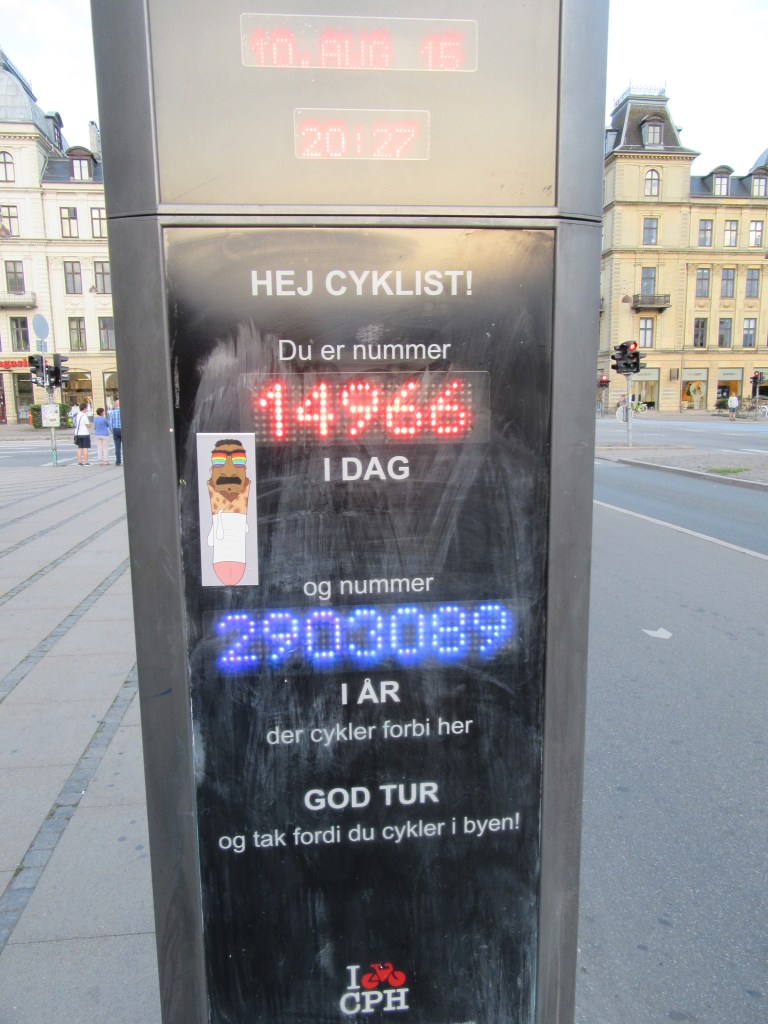 10.AUG 15
20:27
HEJ CYKLIST!
Du er nummer
14966
I DAG
og nummer
2903089
I ÅR
der cykler forbi her
GOD TUR
og tak fordi du cykler i byen!
I
CPH